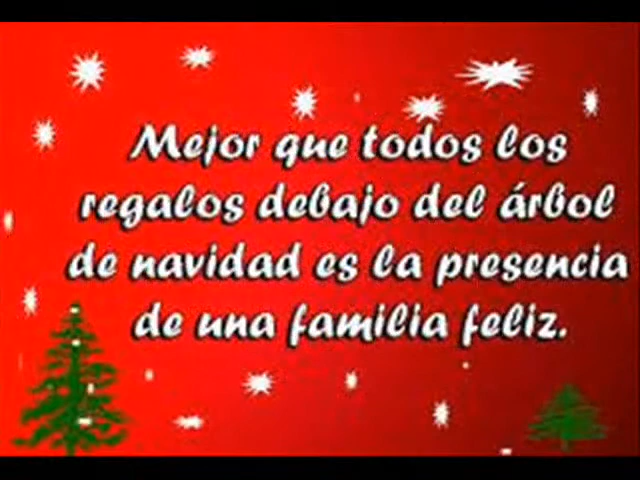 Mejor que todos los
regalos debajo del árbol
de navidad es la presencia
de una familia feliz.